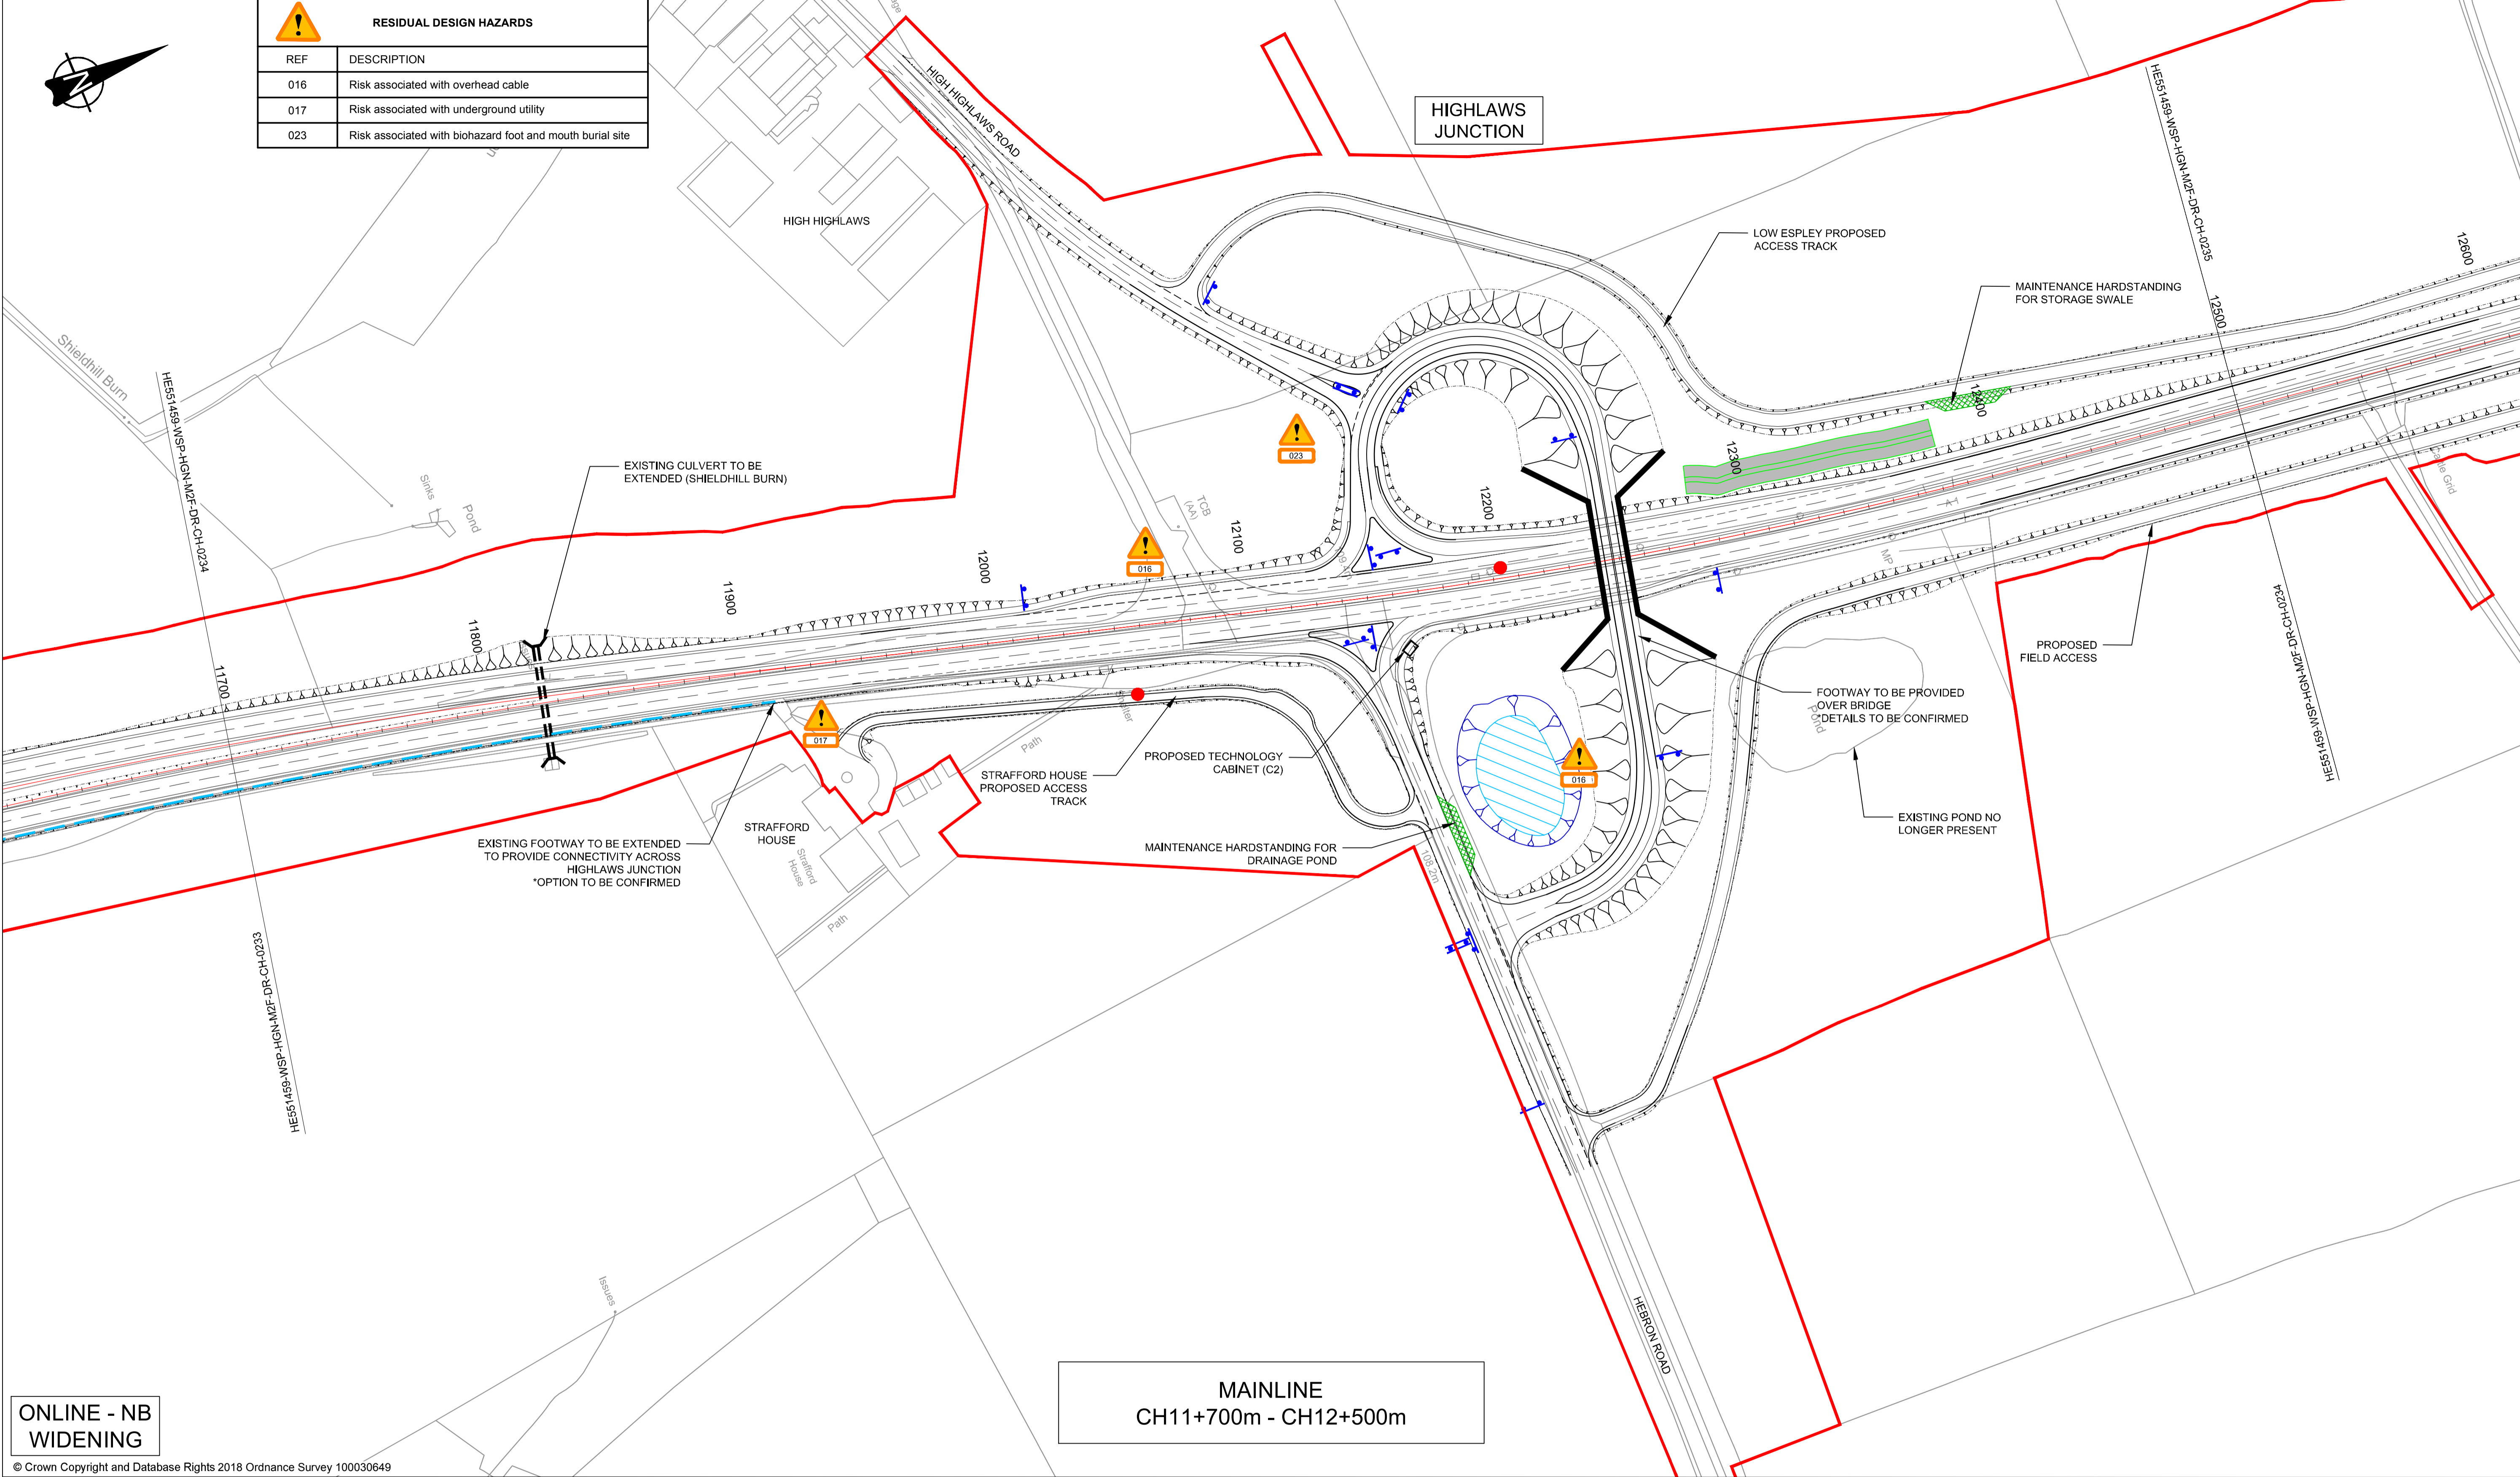 RESIDUAL DESIGN HAZARDS
REF DESCRIPTION
016 Risk associated with overhead cable
017 Risk associated with underground utility
023 Risk associated with biohazard foot and mouth burial site
N
HIGH HIGHLAWS ROAD
HIGH HIGHLAWS
HIGHLAWS
JUNCTION
HE551459-WSP-HGN-M2F-DR-CH-0235
LOW ESPLEY PROPOSED
ACCESS TRACK
MAINTENANCE HARDSTANDING
FOR STORAGE SWALE
12600
12500
12400
12300
12200
12100
12000
11900
11800
11700
Shieldhill Burn
HE551459-WSP-HGN-M2F-DR-CH-0234
Sinks
Pond
EXISTING CULVERT TO BE
EXTENDED (SHIELDHILL BURN)
023
TCB
(AA)
016
Cattle Grid
MP
HE551459-WSP-HGN-M2F-DR-CH-0234
PROPOSED
FIELD ACCESS
FOOTWAY TO BE PROVIDED
OVER BRIDGE
*DETAILS TO BE CONFIRMED
Pond
EXISTING POND NO
LONGER PRESENT
016
017
Shelter
Path
STRAFFORD HOUSE
PROPOSED ACCESS
TRACK
PROPOSED TECHNOLOGY
CABINET (C2)
MAINTENANCE HARDSTANDING FOR
DRAINAGE POND
108.2m
STRAFFORD
HOUSE
Strafford
House
Path
EXISTING FOOTWAY TO BE EXTENDED
TO PROVIDE CONNECTIVITY ACROSS
HIGHLAWS JUNCTION
*OPTION TO BE CONFIRMED
HE551459-WSP-HGN-M2F-DR-CH-0233
Issues
HEBRON ROAD
MAINLINE
CH11+700m - CH12+500m
ONLINE - NB
WIDENING
© Crown Copyright and Database Rights 2018 Ordnance Survey 100030649